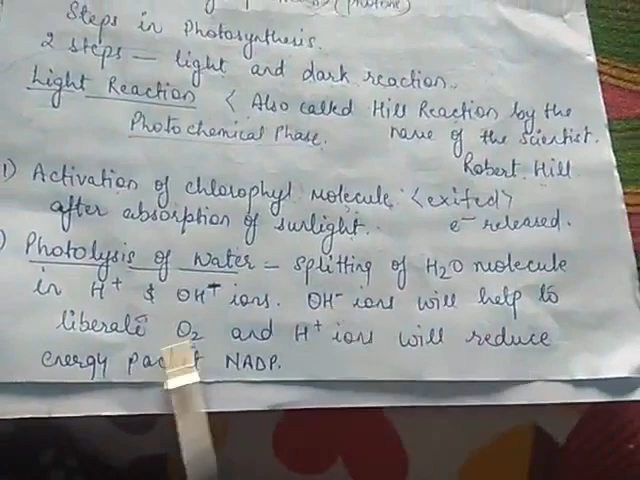 (Photons)
Steps in Photosynthesis.
2 steps — light and dark reaction.
Light Reaction < Also called Hill Reaction by the
Photochemical Phase. name of the scientist.
Robert Hill
1) Activation of chlorophyl molecule <exited>
after absorption of sunlight. e- released.
) Photolysis of Water = splitting of H2O molecule
in H+ & OH+ ions. OH- ions will help to
liberate O2 and H+ ions will reduce
energy NADP.